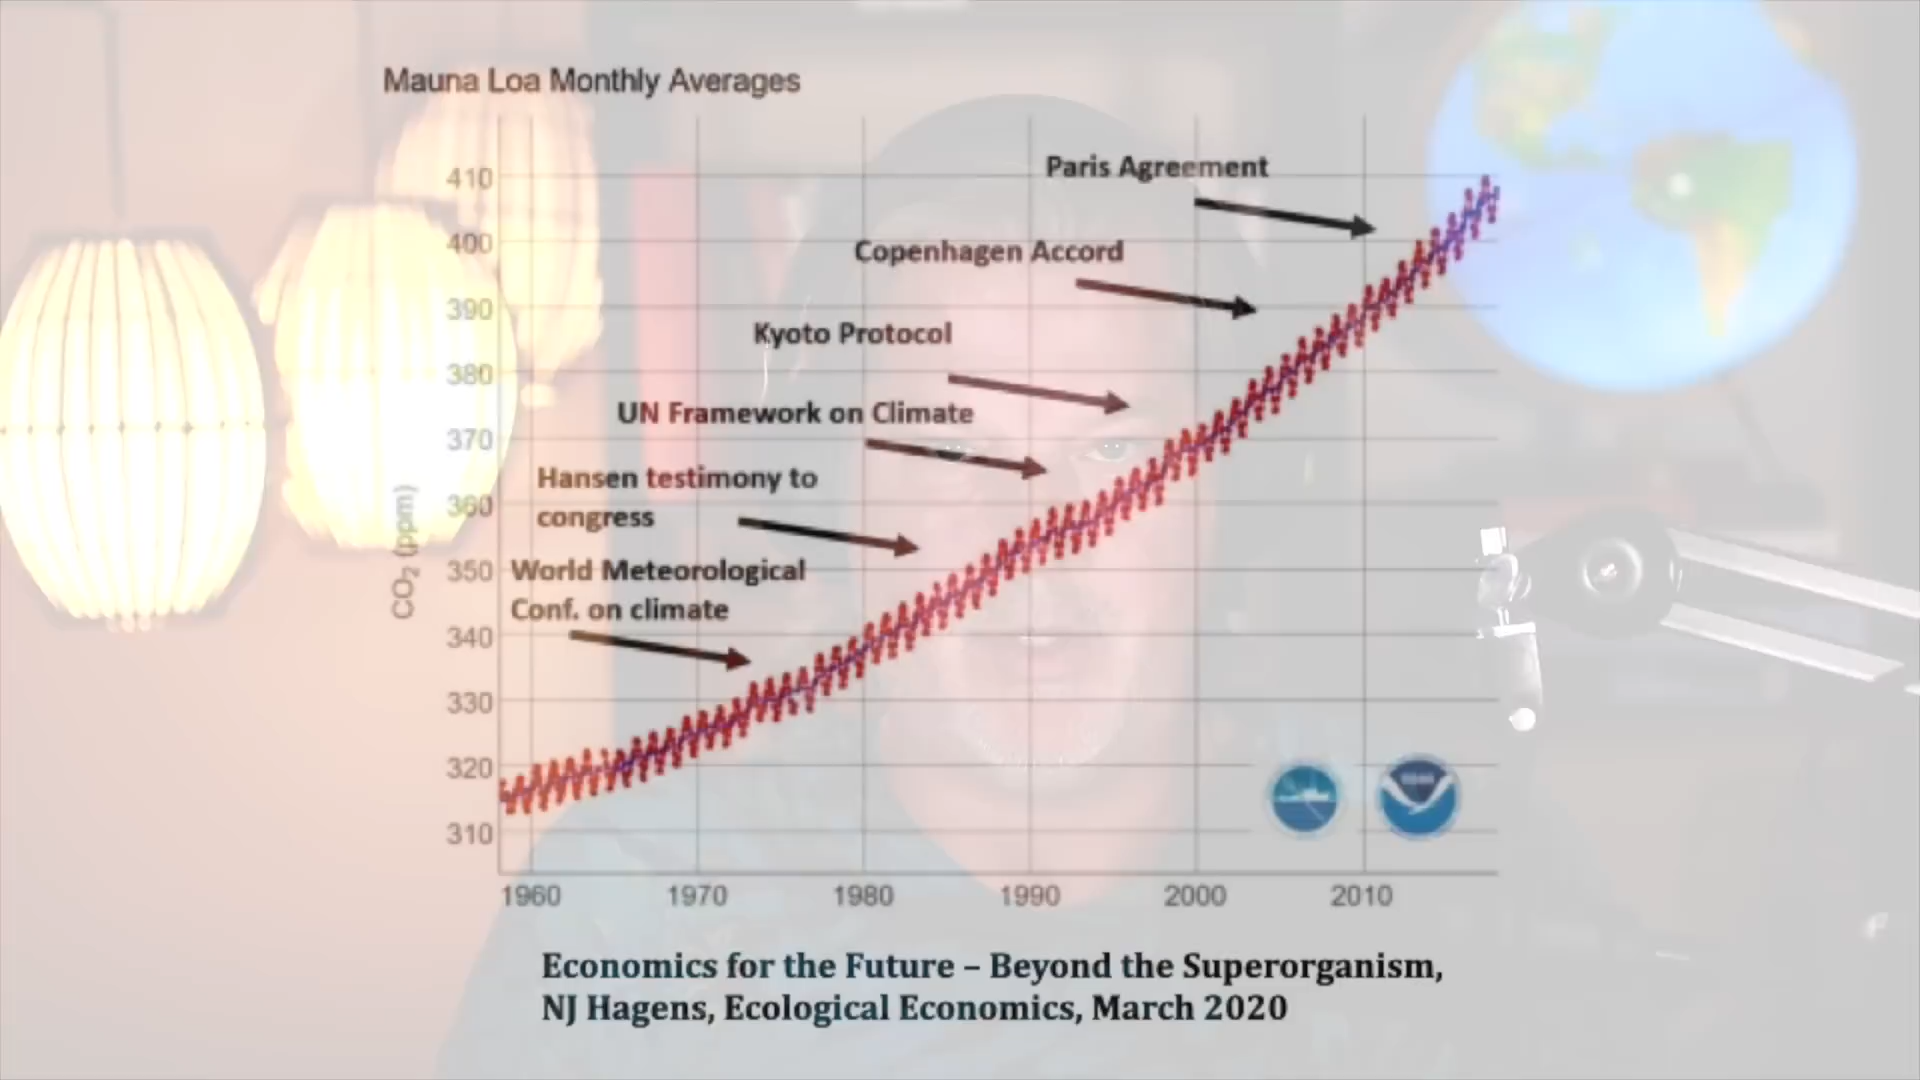 Mauna Loa Monthly Averages
Paris Agreement
410
Copenhagen Accord
400
390
Kyoto Protocol
380
UN Framework on Climate
370
Hansen testimony to
congress
360
World Meteorological
Conf. on climate
350
340
330
320
310
CO₂ (ppm)
1960 1970 1980 1990 2000 2010
Economics for the Future – Beyond the Superorganism,
NJ Hagens, Ecological Economics, March 2020